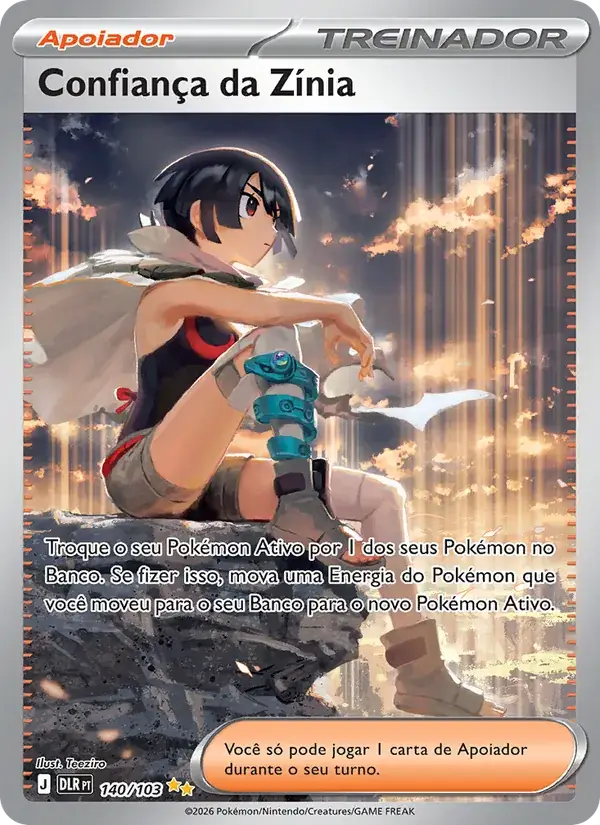 Apoiador
TREINADOR
Confiança da Zínia
Troque o seu Pokémon Ativo por 1 dos seus Pokémon no
Banco. Se fizer isso, mova uma Energia do Pokémon que
você moveu para o seu Banco para o novo Pokémon Ativo.
Você só pode jogar 1 carta de Apoiador
durante o seu turno.
Ilust. Teeziro
J DLR PT 140/103
©2026 Pokémon/Nintendo/Creatures/GAME FREAK